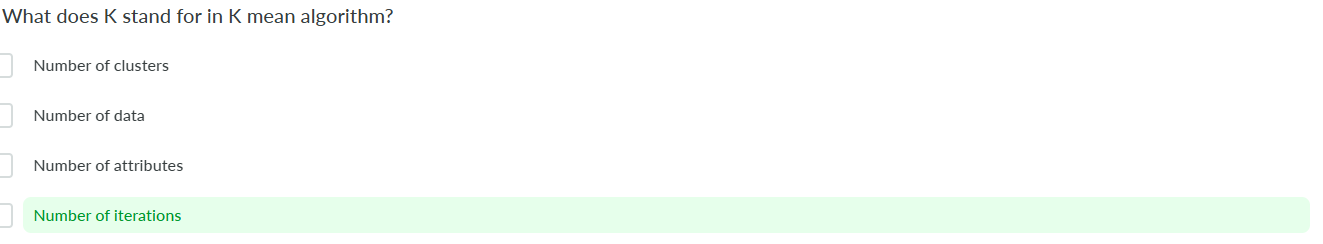 What does K stand for in K mean algorithm?
Number of clusters
Number of data
Number of attributes
Number of iterations